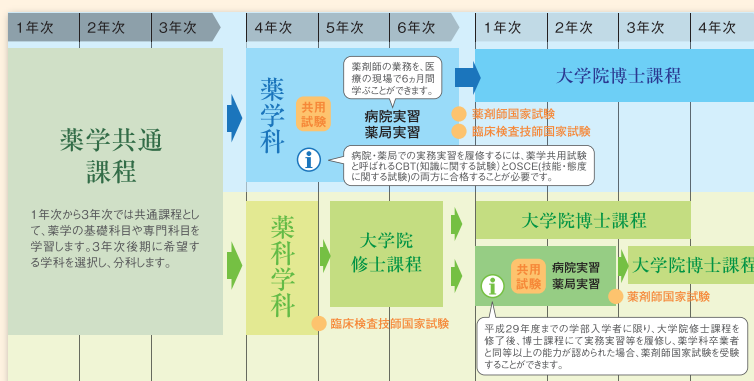 1年次
2年次
3年次
4年次
5年次
6年次
1年次
2年次
3年次
4年次
薬学共通
課程
1年次から3年次では共通課程とし
て、薬学の基礎科目や専門科目を
学習します。3年次後期に希望す
る学科を選択し、分科します。
薬学科
共用
試験
薬剤師の業務を、医
療の現場で6ヵ月間
学ぶことができます。
病院実習
薬局実習
大学院博士課程
薬剤師国家試験
臨床検査技師国家試験
i
病院・薬局での実務実習を履修するには、薬学共用試験
と呼ばれるCBT(知識に関する試験)とOSCE(技能・態度
に関する試験)の両方に合格することが必要です。
薬科学科
大学院
修士課程
臨床検査技師国家試験
大学院博士課程
i
共用
試験
病院実習
薬局実習
大学院博士課程
薬剤師国家試験
平成29年度までの学部入学者に限り、大学院修士課程を
修了後、博士課程にて実務実習等を履修し、薬学科卒業者
と同等以上の能力が認められた場合、薬剤師国家試験を受験
することができます。